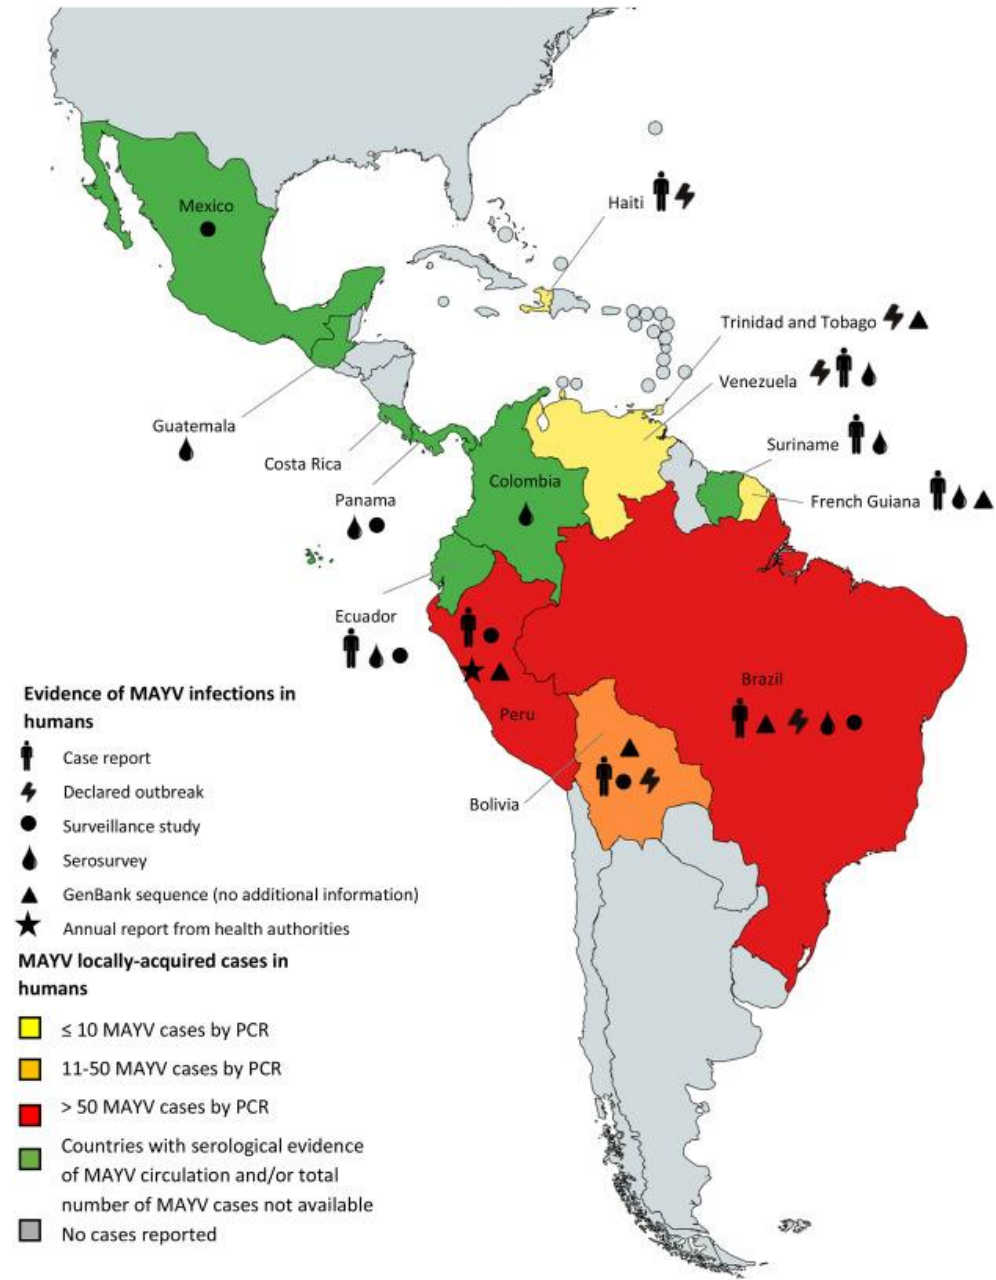 Mexico
Haiti
Trinidad and Tobago
Venezuela
Guatemala
Suriname
Costa Rica
Colombia
Panama
French Guiana
Ecuador
Brazil
Peru
Bolivia
Evidence of MAYV infections in
humans
Case report
Declared outbreak
Surveillance study
Serosurvey
GenBank sequence (no additional information)
Annual report from health authorities
MAYV locally-acquired cases in
humans
≤ 10 MAYV cases by PCR
11-50 MAYV cases by PCR
> 50 MAYV cases by PCR
Countries with serological evidence
of MAYV circulation and/or total
number of MAYV cases not available
No cases reported